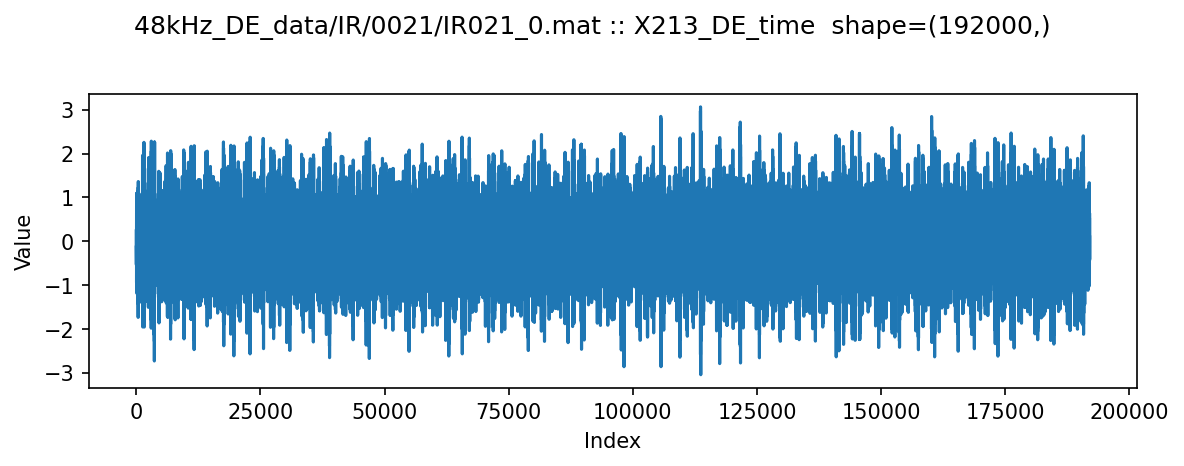 48kHz_DE_data/IR/0021/IR021_0.mat :: X213_DE_time  shape=(192000,)
3
2
1
0
−1
−2
−3
Value
0 25000 50000 75000 100000 125000 150000 175000 200000
Index